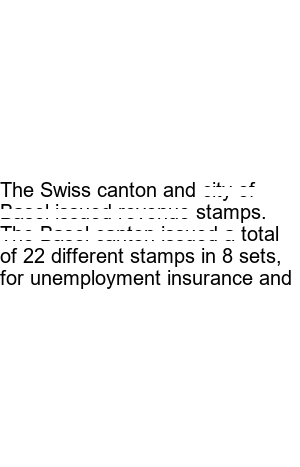 The Swiss canton and city of
Basel issued revenue stamps.
The Basel canton issued a total
of 22 different stamps in 8 sets,
for unemployment insurance and